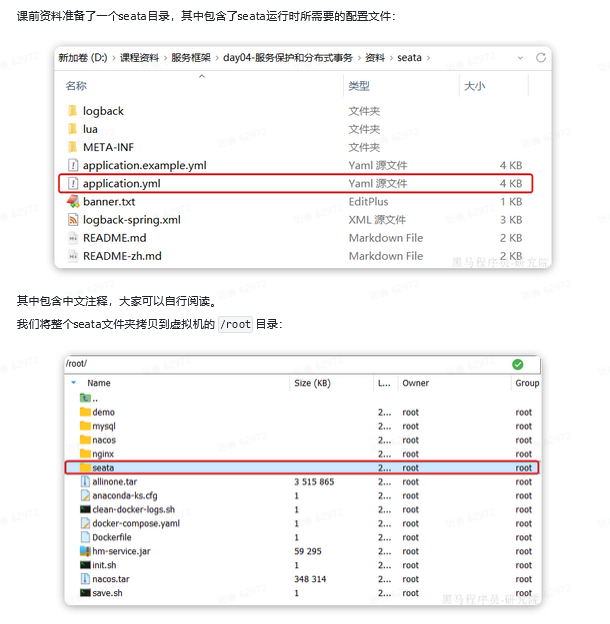 课前资料准备了一个seata目录，其中包含了seata运行时所需要的配置文件：
新加卷 (D:) › 课程资料 › 服务框架 › day04-服务保护和分布式事务 › 资料 › seata ›
名称 类型 大小
logback 文件夹
lua 文件夹
META-INF 文件夹
application.example.yml Yaml 源文件 4 KB
application.yml Yaml 源文件 4 KB
banner.txt EditPlus 1 KB
logback-spring.xml XML 源文件 3 KB
README.md Markdown File 2 KB
README-zh.md Markdown File 2 KB
黑马程序员-研究院
其中包含中文注释，大家可以自行阅读。
我们将整个seata文件夹拷贝到虚拟机的 /root 目录：
/root/
Name Size (KB) L... Owner Group
..
demo 2... root root
mysql 2... root root
nacos 2... root root
nginx 2... root root
seata 2... root root
allinone.tar 3 515 865 2... root root
anaconda-ks.cfg 1 2... root root
clean-docker-logs.sh 1 2... root root
docker-compose.yaml 1 2... root root
Dockerfile 1 2... root root
hm-service.jar 59 295 2... root root
init.sh 1 2... root root
nacos.tar 348 314 2... root root
save.sh 1 2... root root
黑马程序员-研究院